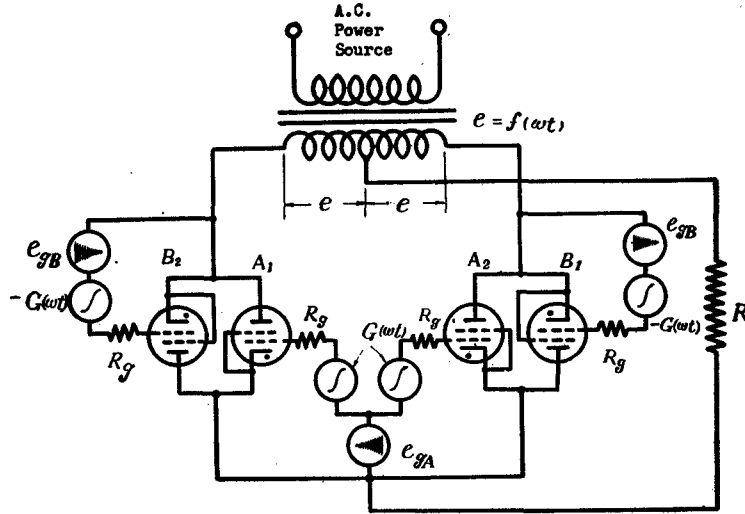 A.C.
Power
Source
e = f(ωt)
e e
e_gB
B₂ A₁ A₂ B₁
e_gB
-G(ωt)
R_g
R_g
G(ωt)
R_g
R_g
-G(ωt)
R
e_gA